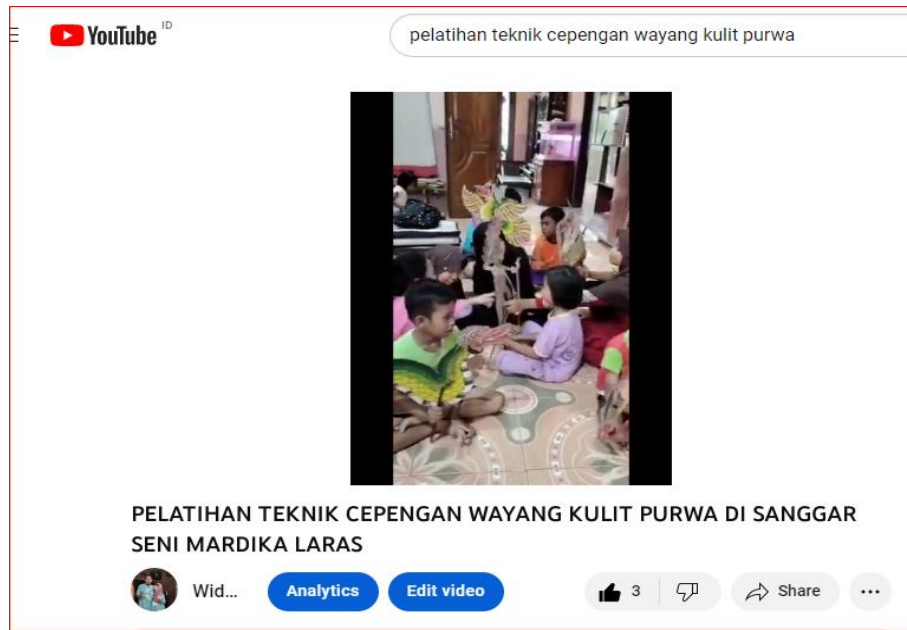 YouTube ID
pelatihan teknik cepengan wayang kulit purwa
PELATIHAN TEKNIK CEPENGAN WAYANG KULIT PURWA DI SANGGAR
SENI MARDIKA LARAS
Wid... Analytics Edit video 3 Share ...